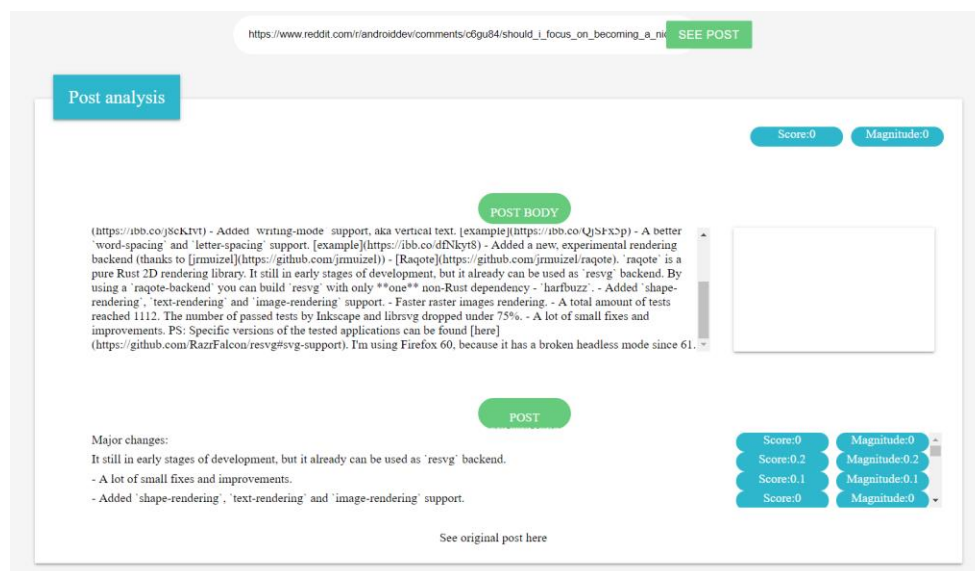 https://www.reddit.com/r/androiddev/comments/c6gu84/should_i_focus_on_becoming_a_nic
SEE POST
Post analysis
Score:0 Magnitude:0
POST BODY
(https://ibb.co/j8cKfvt) - Added `writing-mode` support, aka vertical text. [example](https://ibb.co/QjSFx5p) - A better
`word-spacing` and `letter-spacing` support. [example](https://ibb.co/dfNkyt8) - Added a new, experimental rendering
backend (thanks to [jrmuizel](https://github.com/jrmuizel)) - [Raqote](https://github.com/jrmuizel/raqote). `raqote` is a
pure Rust 2D rendering library. It still in early stages of development, but it already can be used as `resvg` backend. By
using a `raqote-backend` you can build `resvg` with only **one** non-Rust dependency - `harfbuzz`. - Added `shape-
rendering`, `text-rendering` and `image-rendering` support. - Faster raster images rendering. - A total amount of tests
reached 1112. The number of passed tests by Inkscape and librsvg dropped under 75%. - A lot of small fixes and
improvements. PS: Specific versions of the tested applications can be found [here]
(https://github.com/RazrFalcon/resvg#svg-support). I'm using Firefox 60, because it has a broken headless mode since 61.
POST
Major changes:
Score:0 Magnitude:0
It still in early stages of development, but it already can be used as `resvg` backend.
Score:0.2 Magnitude:0.2
- A lot of small fixes and improvements.
Score:0.1 Magnitude:0.1
- Added `shape-rendering`, `text-rendering` and `image-rendering` support.
Score:0 Magnitude:0
See original post here